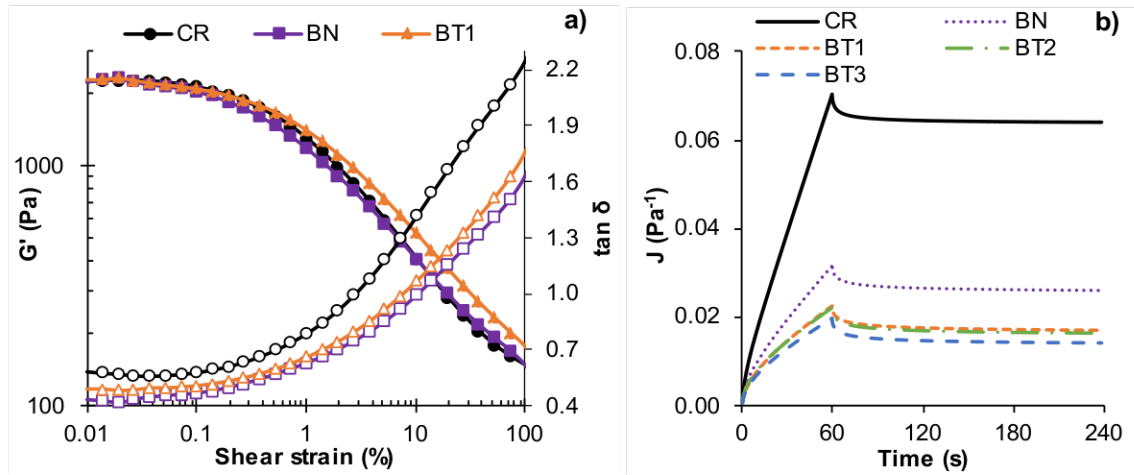 a)
CR BN BT1
G' (Pa)
1000
100
2.2
1.9
1.6
1.3
1.0
0.7
0.4
tan δ
0.01 0.1 1 10 100
Shear strain (%)
b)
CR BN
BT1 BT2
BT3
J (Pa-1)
0.08
0.06
0.04
0.02
0.00
0 60 120 180 240
Time (s)